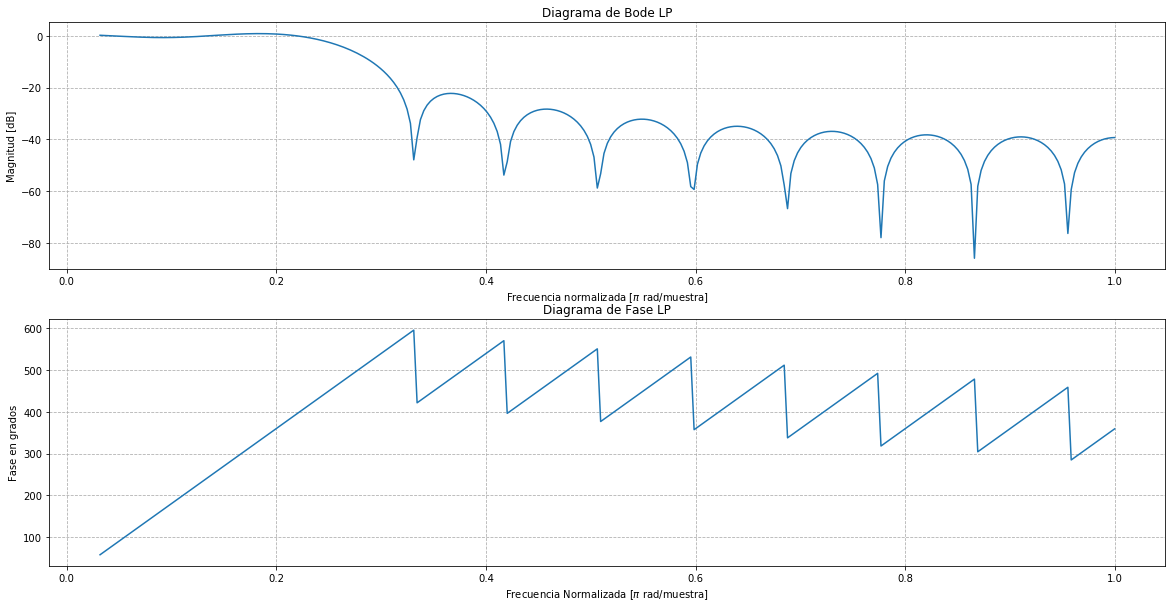 Diagrama de Bode LP
0
−20
−40
−60
−80
Magnitud [dB]
0.0 0.2 0.4 0.6 0.8 1.0
Frecuencia normalizada [π rad/muestra]
Diagrama de Fase LP
600
500
400
300
200
100
Fase en grados
0.0 0.2 0.4 0.6 0.8 1.0
Frecuencia Normalizada [π rad/muestra]